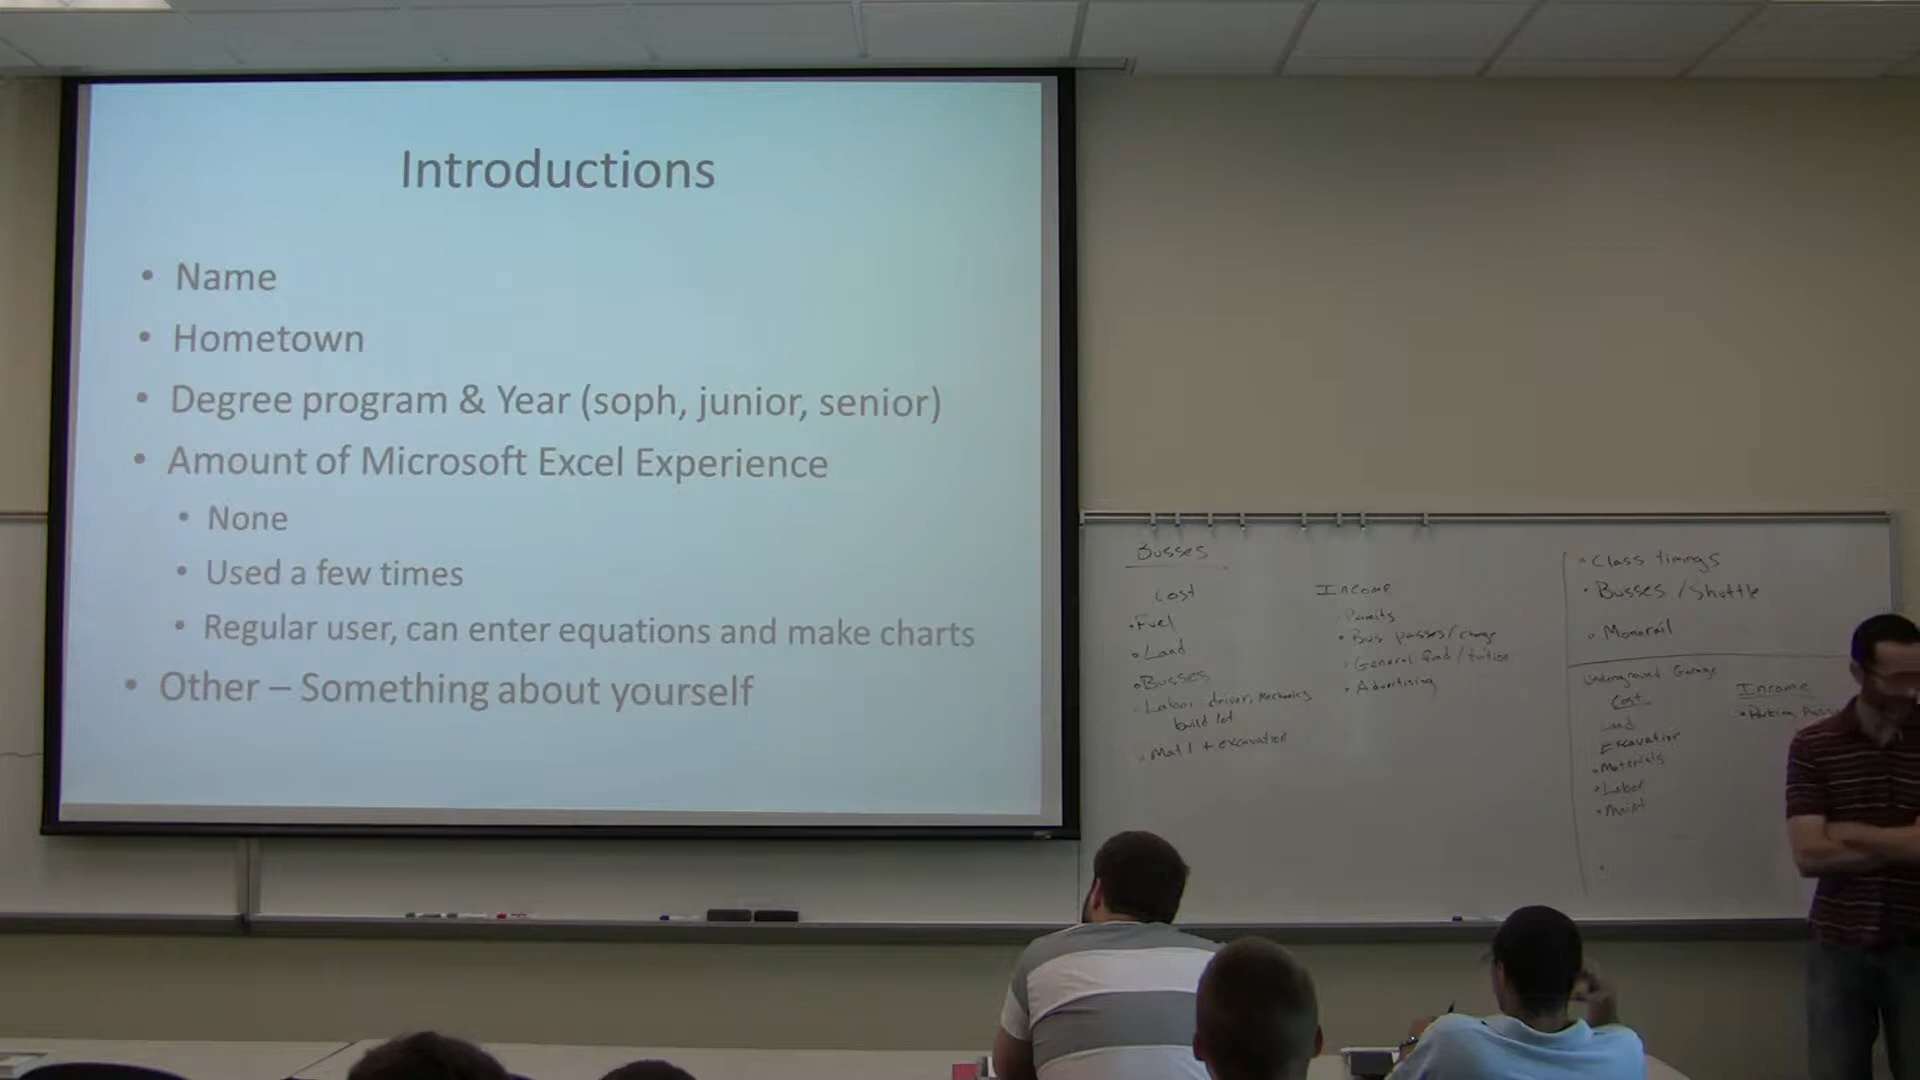 Introductions
• Name
• Hometown
• Degree program & Year (soph, junior, senior)
• Amount of Microsoft Excel Experience
• None
• Used a few times
• Regular user, can enter equations and make charts
• Other – Something about yourself
Busses
Cost
• Fuel
• Land
• Busses
• Labor driver, Mechanics
build lot
• Mat'l + excavation
Income
• Bus passes/
• General fund / tuition
• Advertising
• Class timings
• Busses / Shuttle
• Monorail
Underground Garage
Cost
Land
Excavation
• Materials
• Labor
• Maint
Income
• Parking